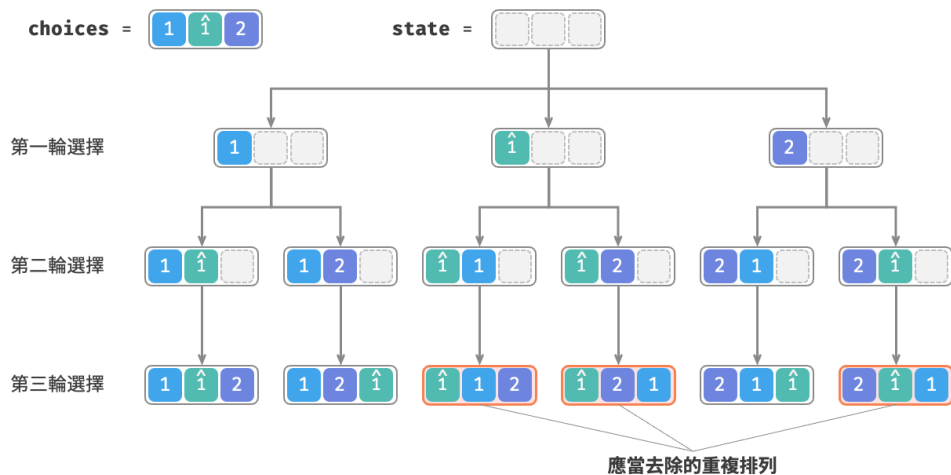 choices = 1 1̂ 2
state =
第一輪選擇
1
1̂
2
第二輪選擇
1 1̂
1 2
1̂ 1
1̂ 2
2 1
2 1̂
第三輪選擇
1 1̂ 2
1 2 1̂
1̂ 1 2
1̂ 2 1
2 1 1̂
2 1̂ 1
應當去除的重複排列